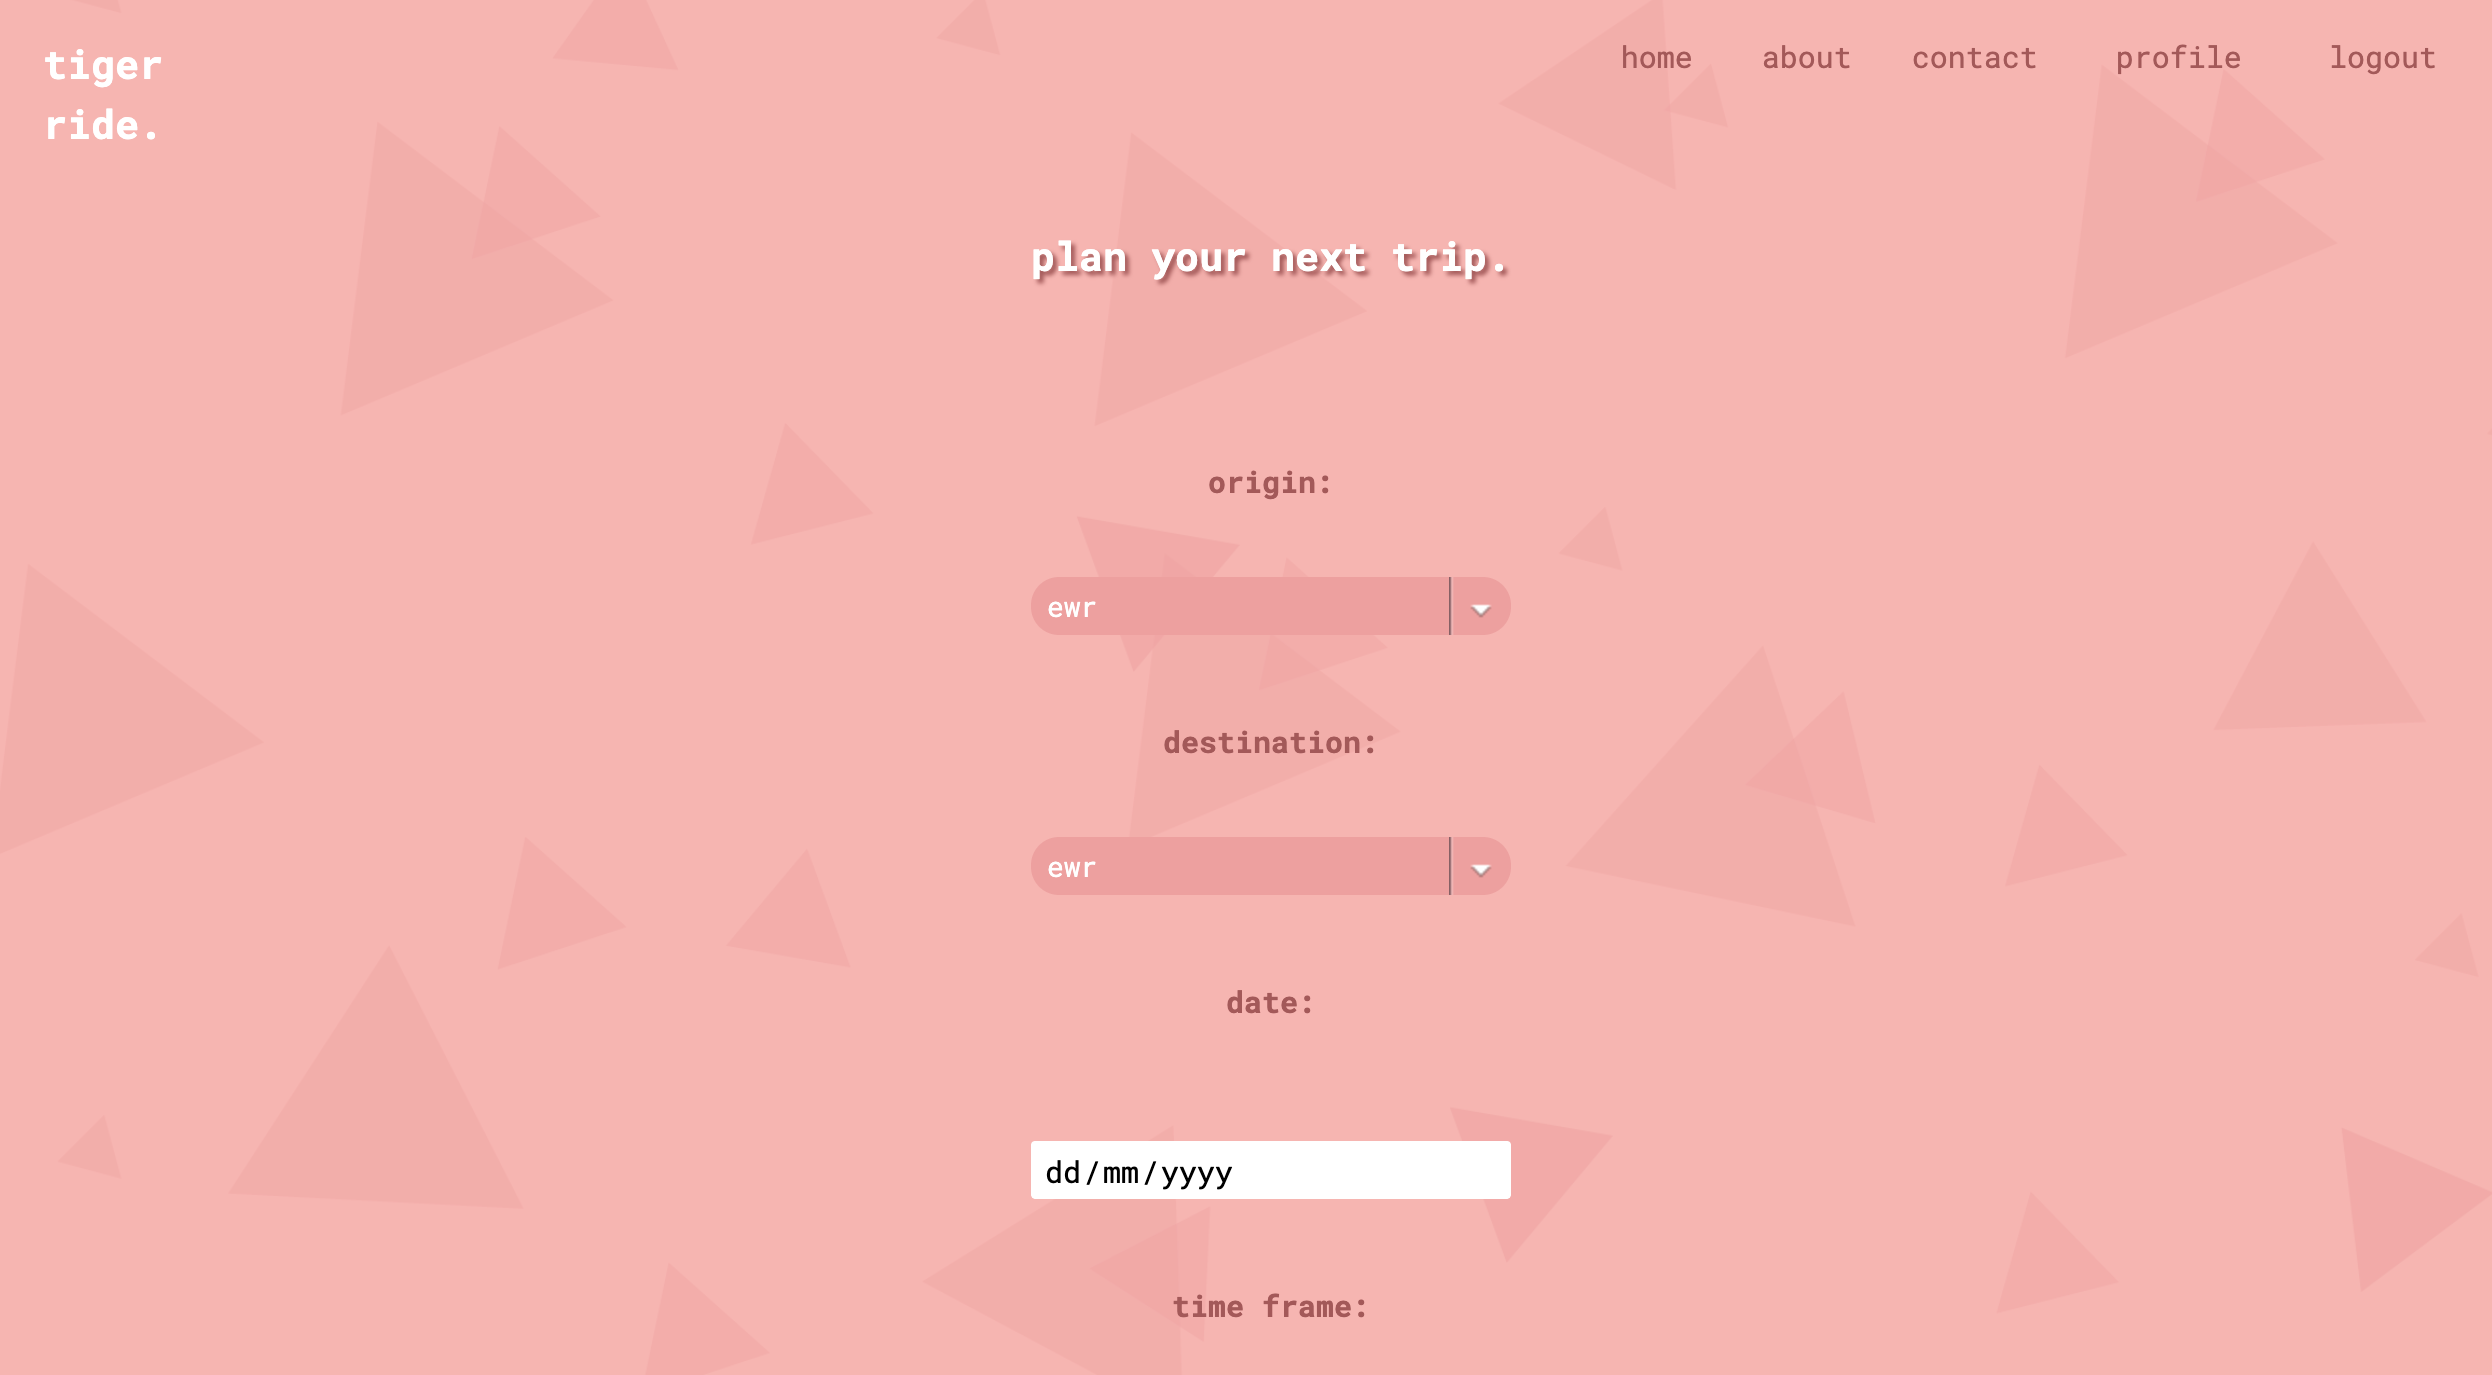 tiger
ride.
home about contact profile logout
plan your next trip.
origin:
ewr
destination:
ewr
date:
dd/mm/yyyy
time frame: